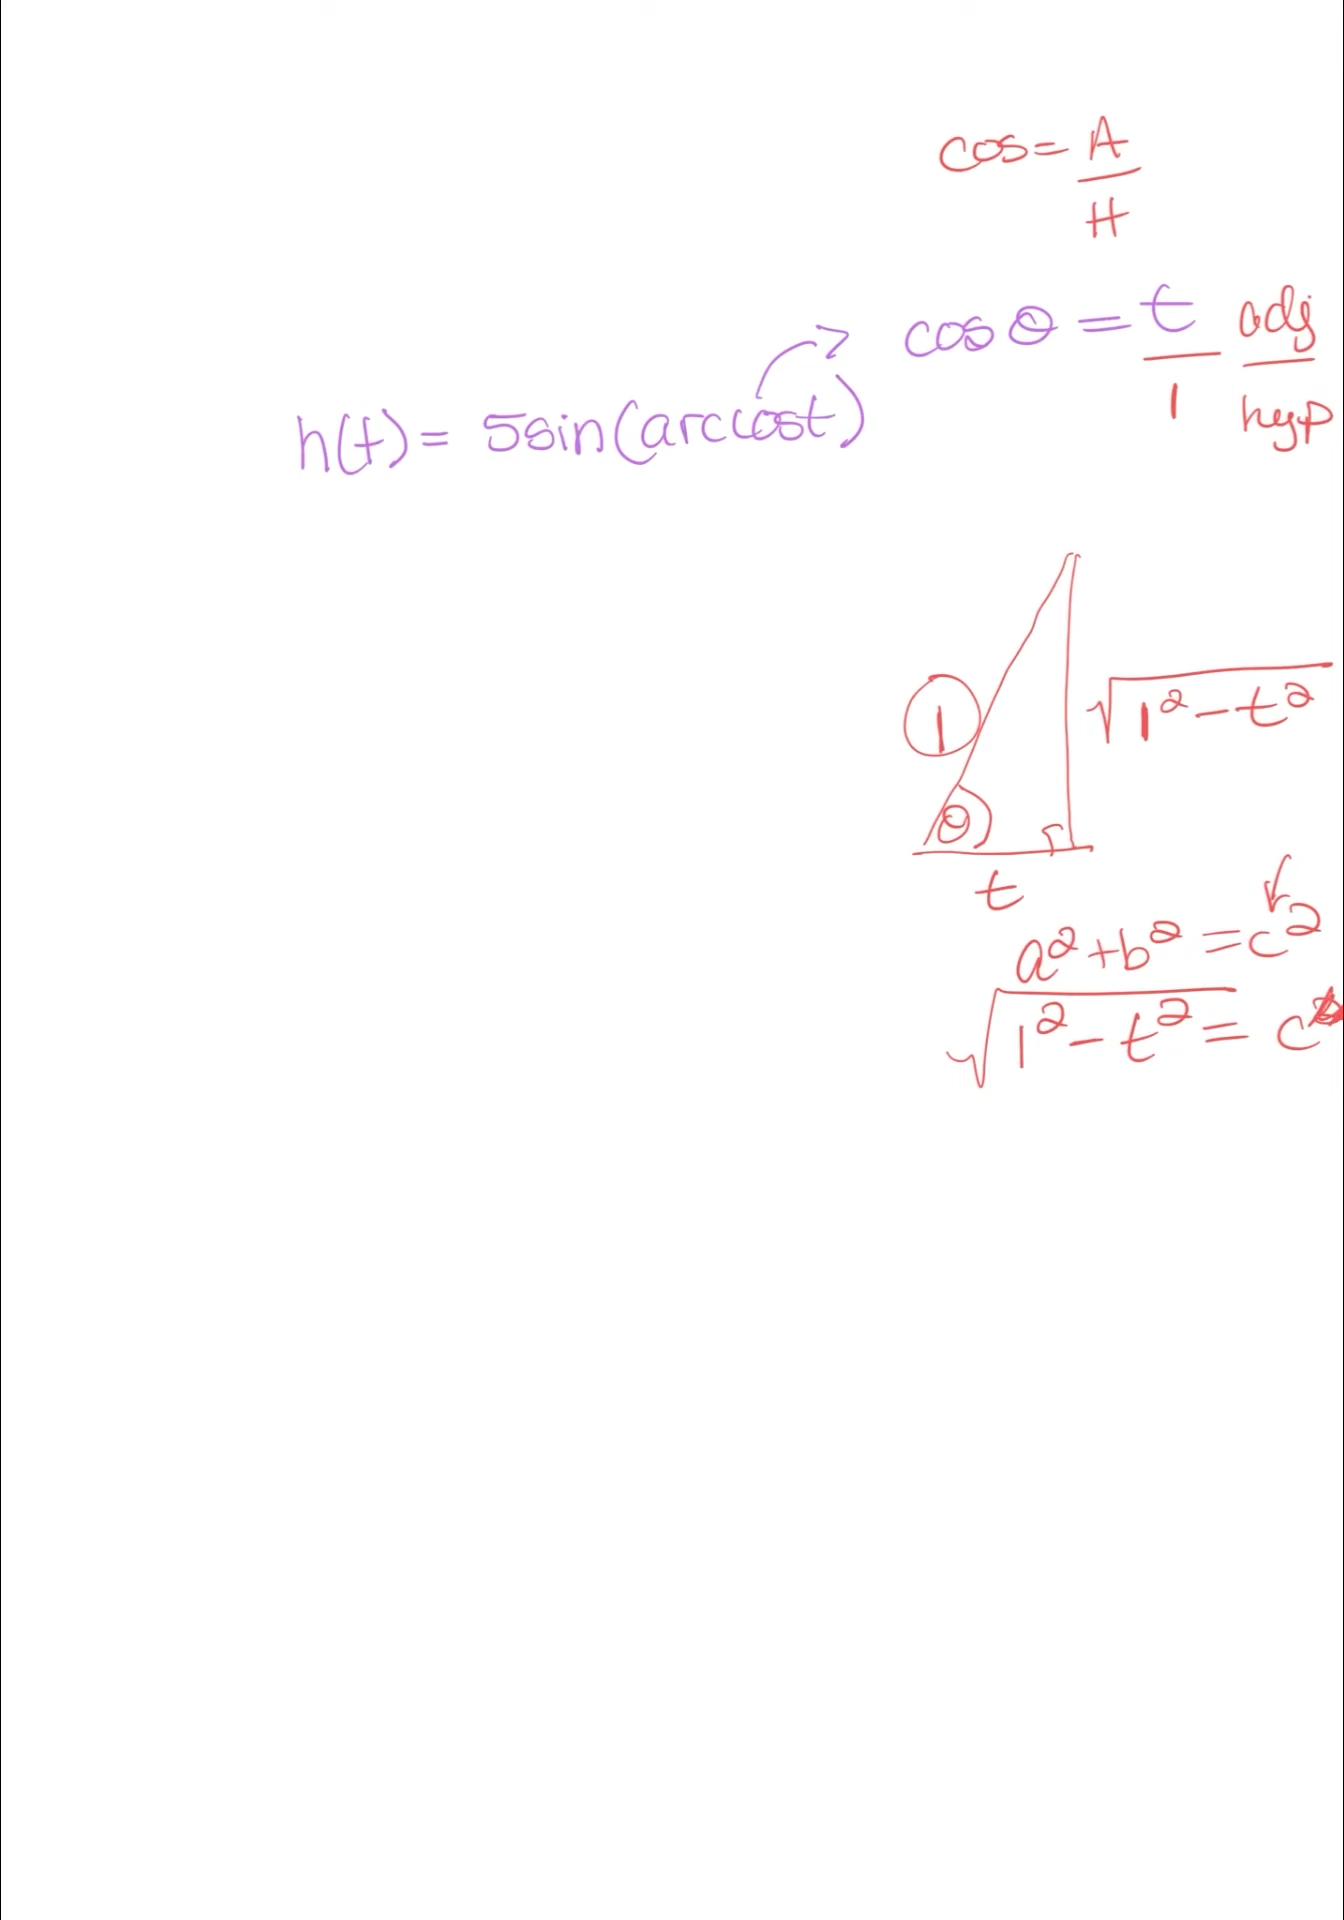 cos = A/H
cos θ = t/1 adj/hyp
h(t) = 5sin(arccost)
1
√(1² - t²)
θ
t
a² + b² = c²
√(1² - t²) = c